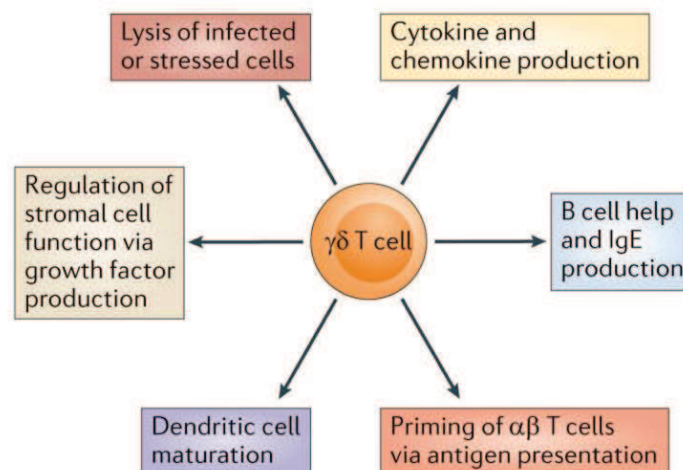 Lysis of infected
or stressed cells
Cytokine and
chemokine production
Regulation of
stromal cell
function via
growth factor
production
γδ T cell
B cell help
and IgE
production
Dendritic cell
maturation
Priming of αβ T cells
via antigen presentation